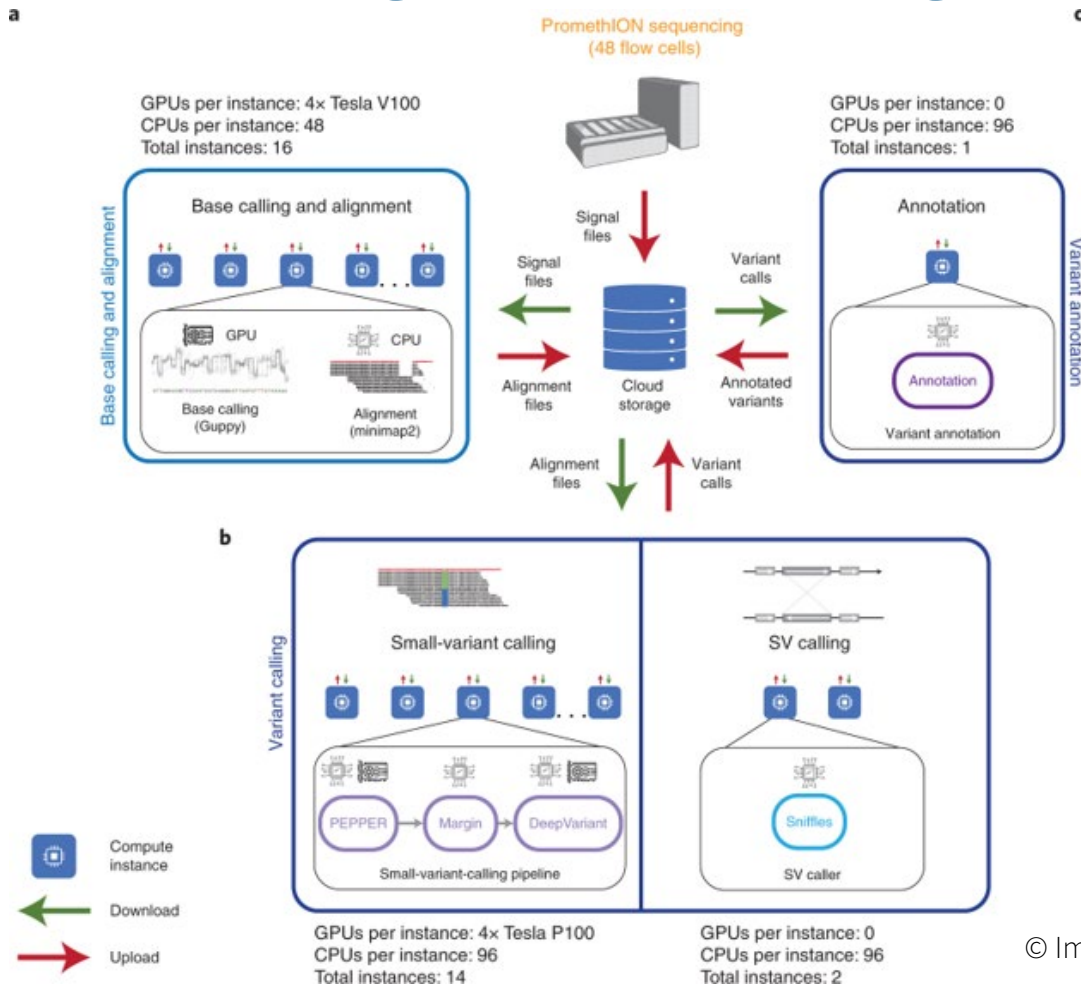 a
PromethION sequencing
(48 flow cells)
c
GPUs per instance: 4× Tesla V100
CPUs per instance: 48
Total instances: 16
GPUs per instance: 0
CPUs per instance: 96
Total instances: 1
Base calling and alignment
Base calling and alignment
GPU
CPU
Base calling
(Guppy)
Alignment
(minimap2)
Signal
files
Signal
files
Variant
calls
Alignment
files
Cloud
storage
Annotated
variants
Alignment
files
Variant
calls
Annotation
Annotation
Variant annotation
Variant annotation
b
Variant calling
Small-variant calling
SV calling
PEPPER
Margin
DeepVariant
Small-variant-calling pipeline
Sniffles
SV caller
Compute
instance
Download
Upload
GPUs per instance: 4× Tesla P100
CPUs per instance: 96
Total instances: 14
GPUs per instance: 0
CPUs per instance: 96
Total instances: 2